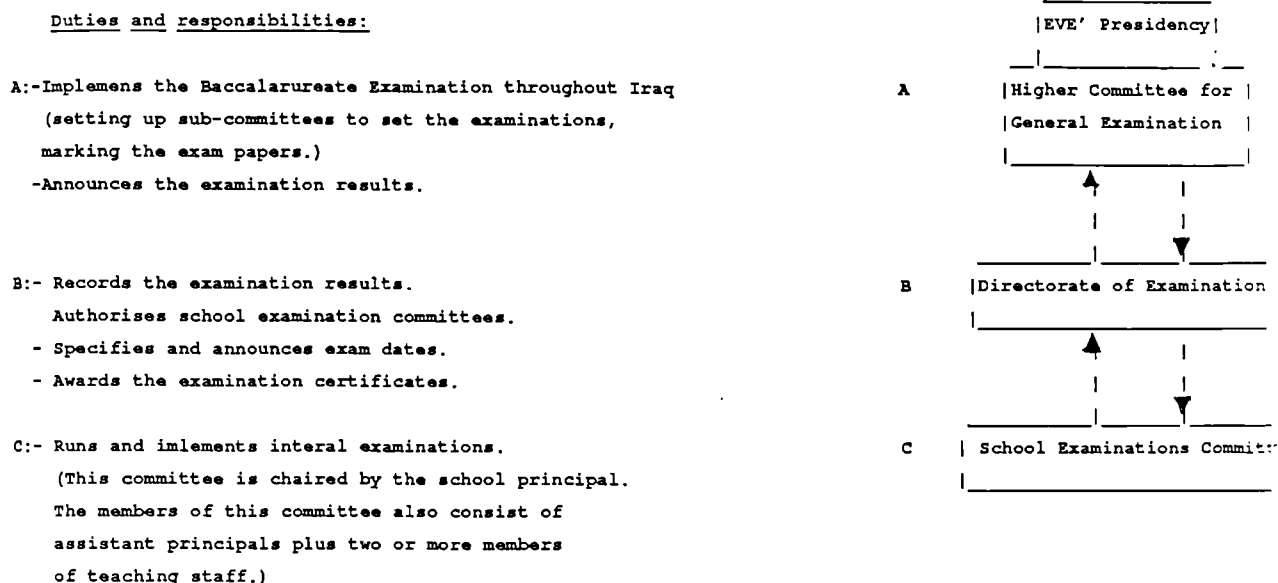 Duties and responsibilities:
A:-Implemens the Baccalarureate Examination throughout Iraq
(setting up sub-committees to set the examinations,
marking the exam papers.)
-Announces the examination results.
B:- Records the examination results.
Authorises school examination committees.
- Specifies and announces exam dates.
- Awards the examination certificates.
C:- Runs and imlements interal examinations.
(This committee is chaired by the school principal.
The members of this committee also consist of
assistant principals plus two or more members
of teaching staff.)
EVE' Presidency
A
Higher Committee for
General Examination
B
Directorate of Examination
C
School Examinations